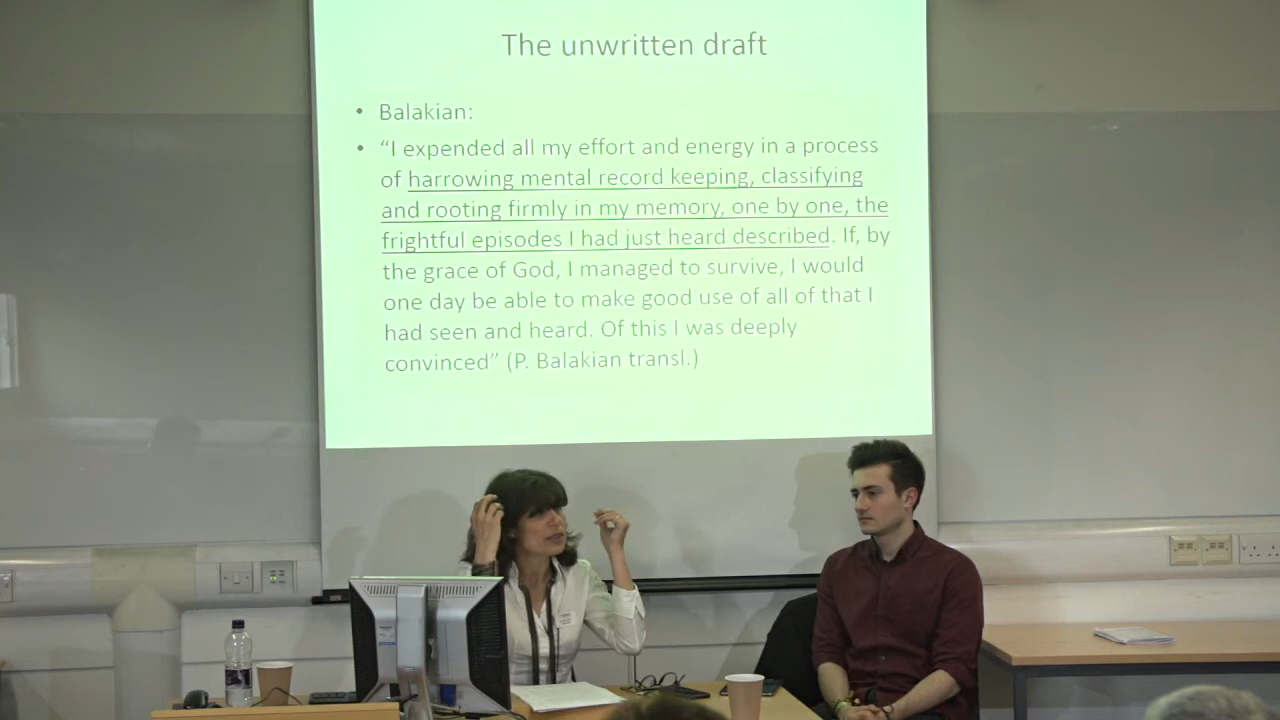 The unwritten draft
• Balakian:
• “I expended all my effort and energy in a process
of harrowing mental record keeping, classifying
and rooting firmly in my memory, one by one, the
frightful episodes I had just heard described. If, by
the grace of God, I managed to survive, I would
one day be able to make good use of all of that I
had seen and heard. Of this I was deeply
convinced” (P. Balakian transl.)